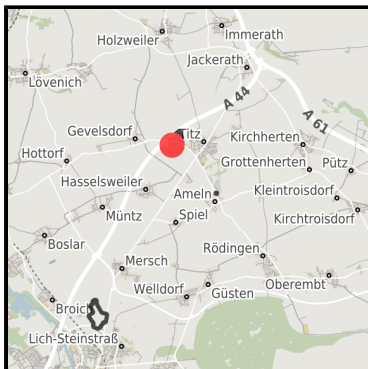 Immerath
Holzweiler
Jackerath
Lövenich
A 44
A 61
Gevelsdorf
Titz
Kirchherten
Hottorf
Grottenherten
Pütz
Hasselsweiler
Ameln
Kleintroisdorf
Müntz
Spiel
Kirchtroisdorf
Boslar
Rödingen
Mersch
Oberembt
Welldorf
Güsten
Broich
Lich-Steinstraß